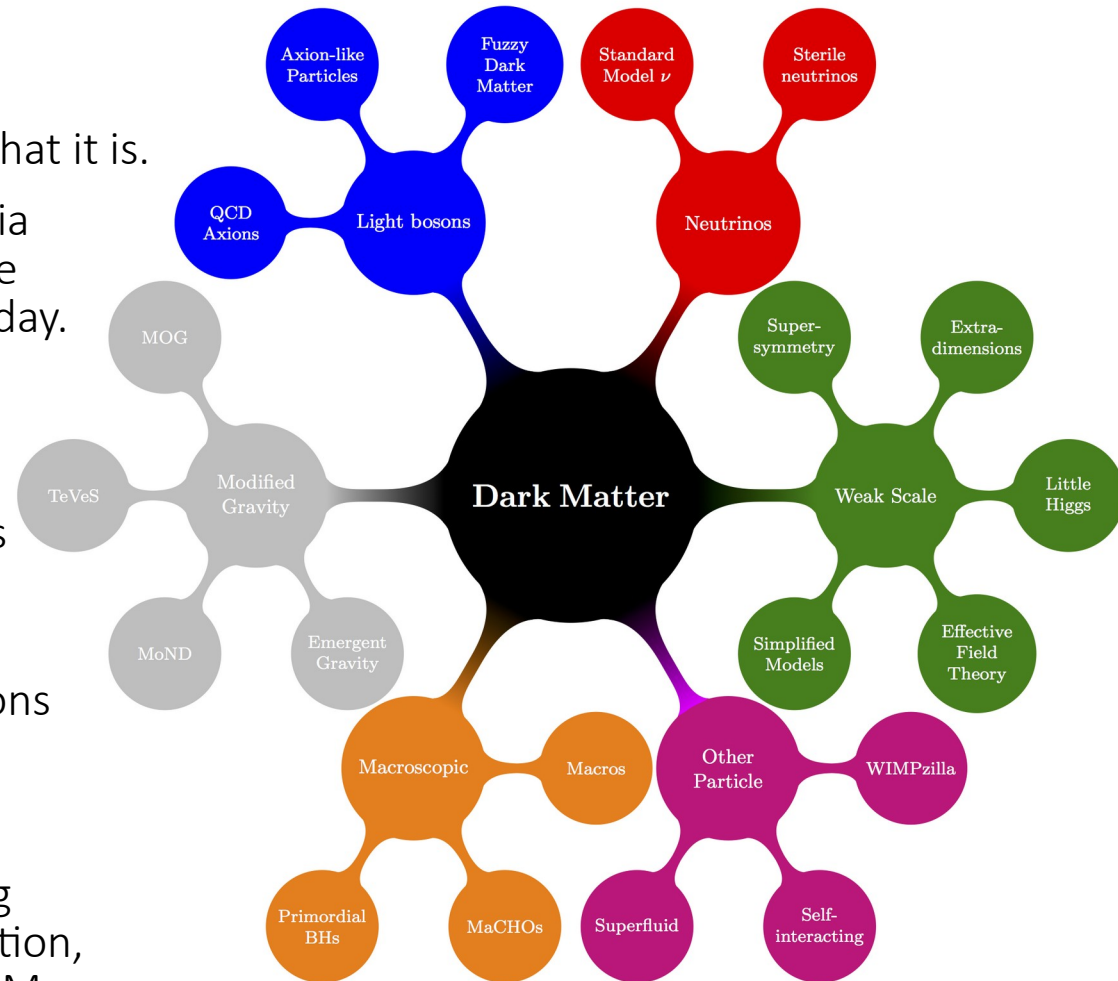 hat it is.
ia
e
day.
s
ons
g
tion,
M
Axion-like
Particles
Fuzzy
Dark
Matter
QCD
Axions
Light bosons
Standard
Model ν
Sterile
neutrinos
Neutrinos
MOG
TeVeS
Modified
Gravity
MoND
Emergent
Gravity
Dark Matter
Super-
symmetry
Extra-
dimensions
Weak Scale
Little
Higgs
Simplified
Models
Effective
Field
Theory
Macroscopic
Macros
Primordial
BHs
MaCHOs
Other
Particle
WIMPzilla
Superfluid
Self-
interacting